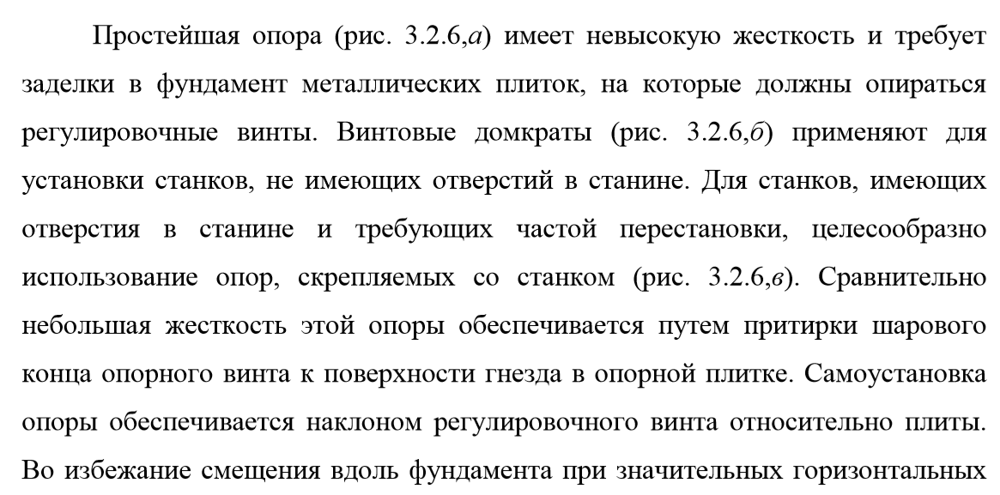 Простейшая опора (рис. 3.2.6,а) имеет невысокую жесткость и требует
заделки в фундамент металлических плиток, на которые должны опираться
регулировочные винты. Винтовые домкраты (рис. 3.2.6,б) применяют для
установки станков, не имеющих отверстий в станине. Для станков, имеющих
отверстия в станине и требующих частой перестановки, целесообразно
использование опор, скрепляемых со станком (рис. 3.2.6,в). Сравнительно
небольшая жесткость этой опоры обеспечивается путем притирки шарового
конца опорного винта к поверхности гнезда в опорной плитке. Самоустановка
опоры обеспечивается наклоном регулировочного винта относительно плиты.
Во избежание смещения вдоль фундамента при значительных горизонтальных